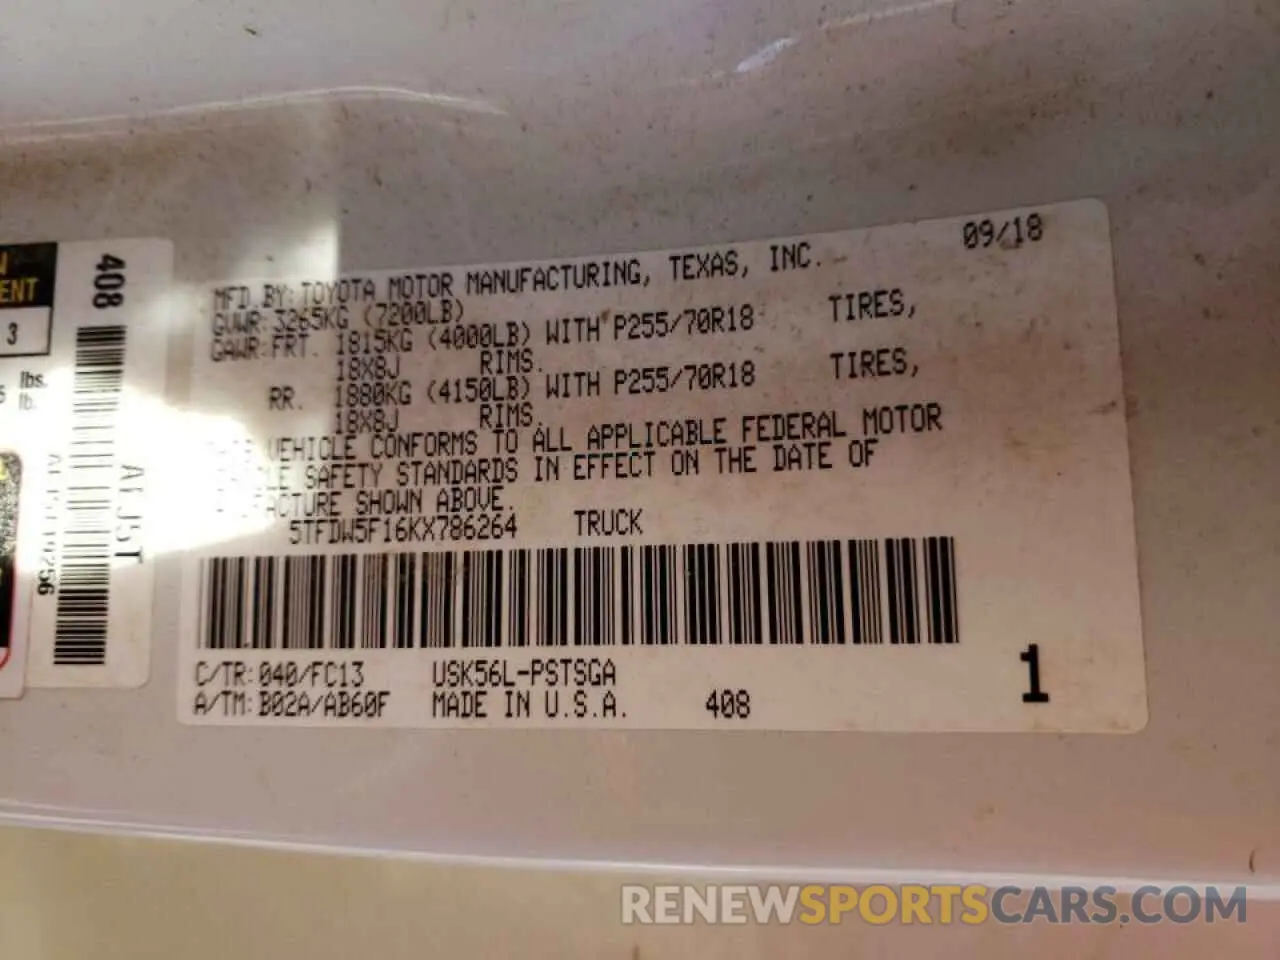 ENT
3
lbs.
lb.
408
09/18
MFD. BY: TOYOTA MOTOR MANUFACTURING, TEXAS, INC.
GVWR: 3265KG (7200LB)
GAWR: FRT. 1815KG (4000LB) WITH P255/70R18 TIRES,
18X8J RIMS.
RR. 1880KG (4150LB) WITH P255/70R18 TIRES,
18X8J RIMS.
VEHICLE CONFORMS TO ALL APPLICABLE FEDERAL MOTOR
SAFETY STANDARDS IN EFFECT ON THE DATE OF
SHOWN ABOVE.
5TFDW5F16KX786264 TRUCK
C/TR: 040/FC13 USK56L-PSTSGA
A/TM: B02A/AB60F MADE IN U.S.A. 408
1
RENEWSPORTSCARS.COM